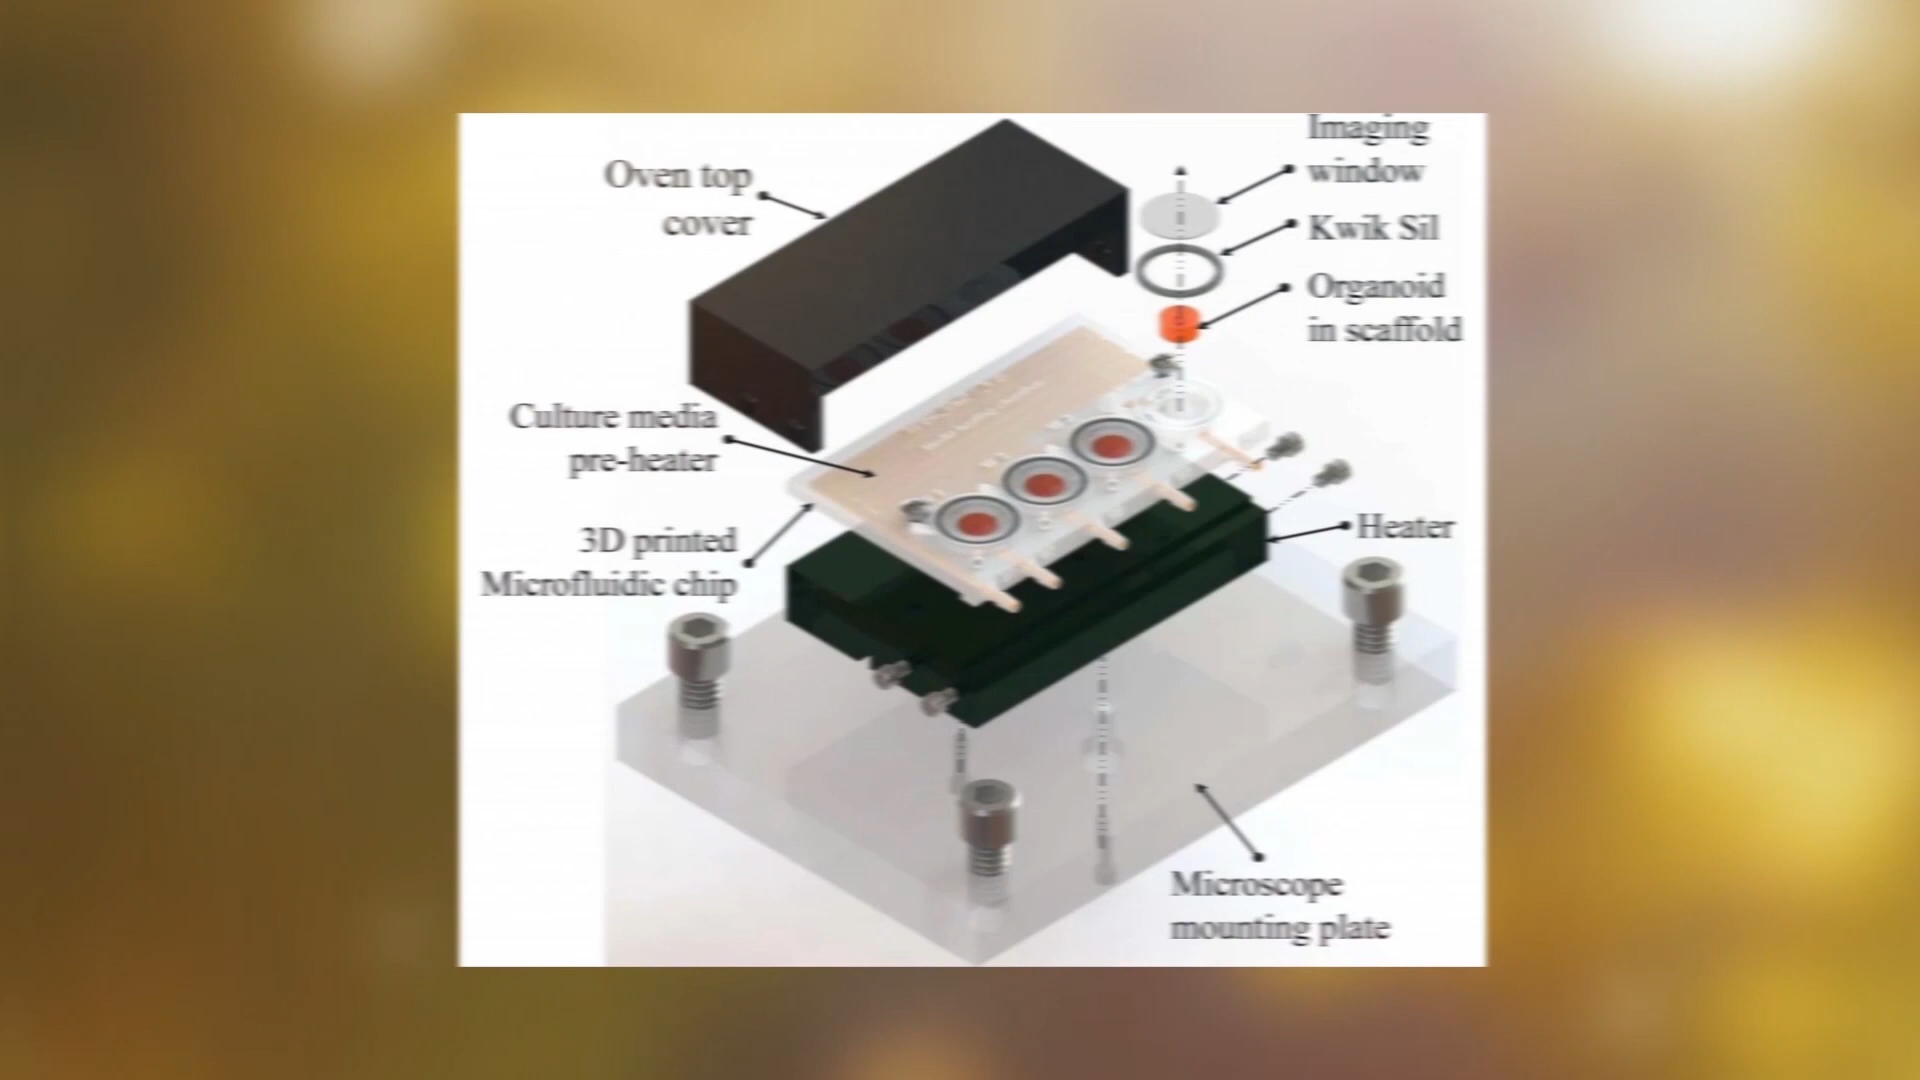 Imaging
window
Oven top
cover
Kwik Sil
Organoid
in scaffold
Culture media
pre-heater
3D printed
Microfluidic chip
Heater
Microscope
mounting plate